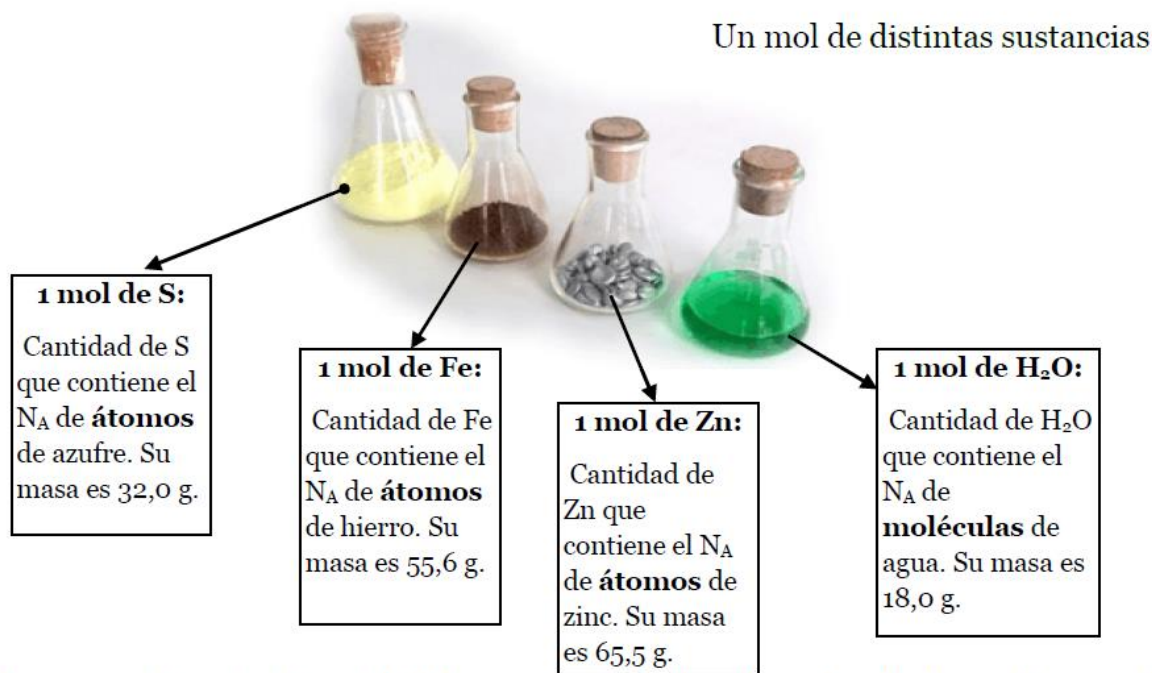 Un mol de distintas sustancias
1 mol de S:
Cantidad de S
que contiene el
Nₐ de átomos
de azufre. Su
masa es 32,0 g.
1 mol de Fe:
Cantidad de Fe
que contiene el
Nₐ de átomos
de hierro. Su
masa es 55,6 g.
1 mol de Zn:
Cantidad de
Zn que
contiene el Nₐ
de átomos de
zinc. Su masa
es 65,5 g.
1 mol de H₂O:
Cantidad de H₂O
que contiene el
Nₐ de
moléculas de
agua. Su masa es
18,0 g.